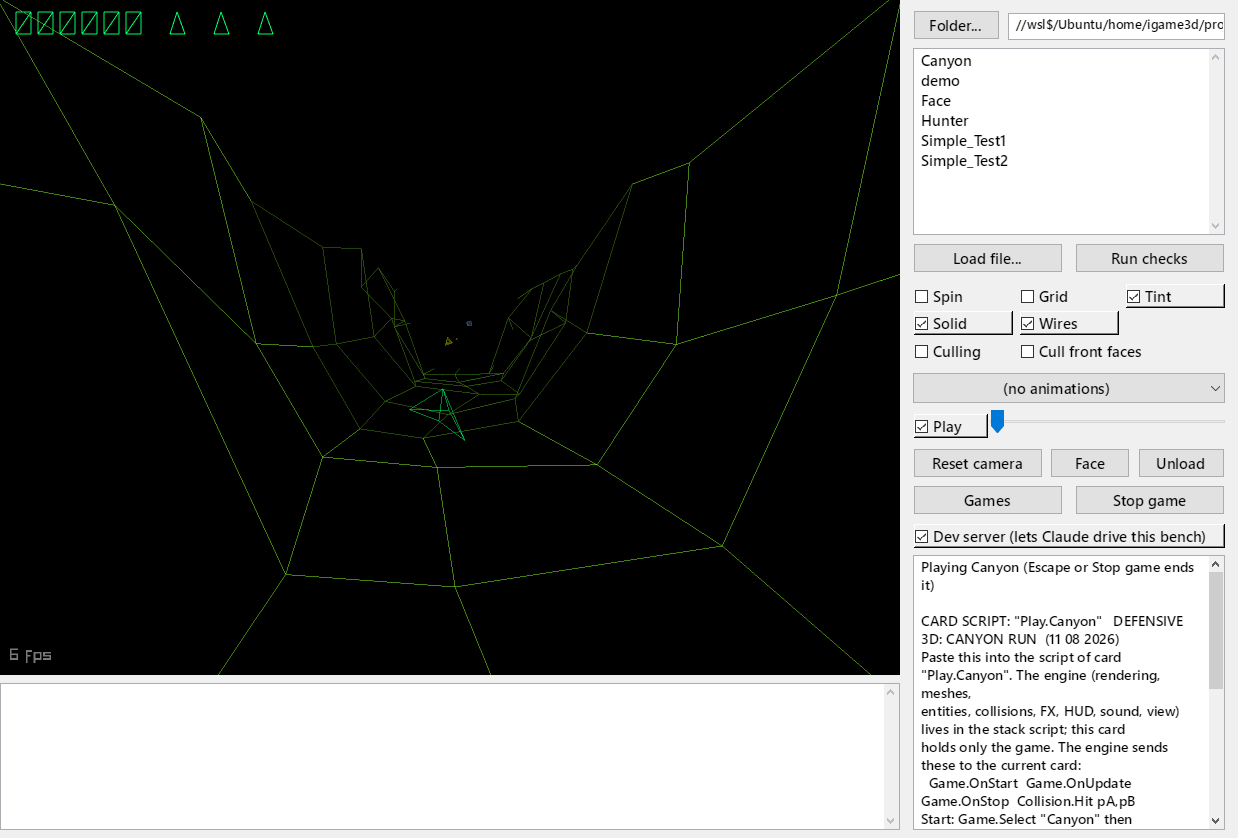 000000
6 Fps
Folder...
//wsl$/Ubuntu/home/igame3d/pro
Canyon
demo
Face
Hunter
Simple_Test1
Simple_Test2
Load file...
Run checks
Spin
Grid
Tint
Solid
Wires
Culling
Cull front faces
(no animations)
Play
Reset camera
Face
Unload
Games
Stop game
Dev server (lets Claude drive this bench)
Playing Canyon (Escape or Stop game ends
it)
CARD SCRIPT: "Play.Canyon"   DEFENSIVE
3D: CANYON RUN  (11 08 2026)
Paste this into the script of card
"Play.Canyon". The engine (rendering,
meshes,
entities, collisions, FX, HUD, sound, view)
lives in the stack script; this card
holds only the game. The engine sends
these to the current card:
Game.OnStart  Game.OnUpdate
Game.OnStop  Collision.Hit pA,pB
Start: Game.Select "Canyon" then